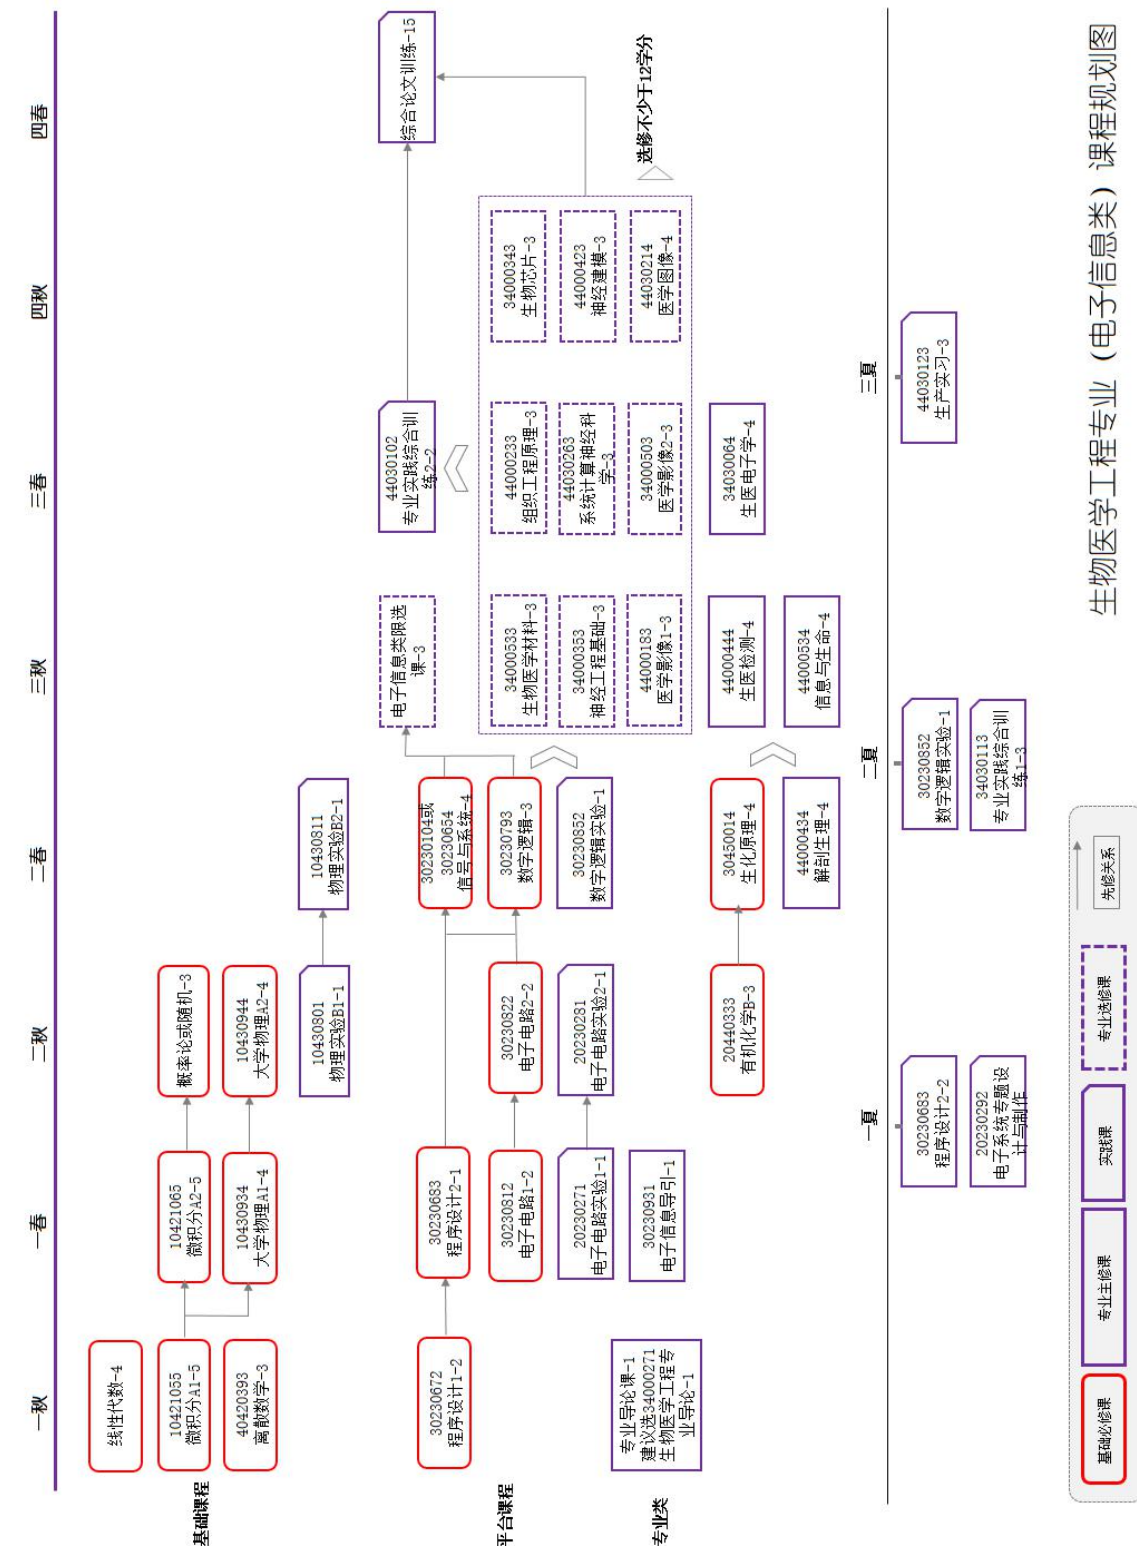 生物医学工程专业（电子信息类）课程规划图
一秋
一春
二秋
二春
三秋
三春
四秋
四春
基础课程
线性代数-4
10421055
微积分A1-5
40420393
离散数学-3
10421065
微积分A2-5
10430934
大学物理A1-4
概率论或随机-3
10430944
大学物理A2-4
10430801
物理实验B1-1
10430811
物理实验B2-1
平台课程
30230672
程序设计1-2
30230683
程序设计2-1
30230812
电子电路1-2
20230271
电子电路实验1-1
30230931
电子信息导引-1
30230822
电子电路2-2
20230281
电子电路实验2-1
30230104或
30230654
信号与系统-4
30230793
数字逻辑-3
30230852
数字逻辑实验-1
电子信息类限选
课-3
44030102
专业实践综合训
练2-2
综合论文训练-15
专业类
专业导论课-1
建议选34000271
生物医学工程专
业导论-1
20440333
有机化学B-3
30450014
生化原理-4
44000434
解剖生理-4
34000533
生物医学材料-3
34000353
神经工程基础-3
44000183
医学影像1-3
44000444
生医检测-4
44000534
信息与生命-4
44000233
组织工程原理-3
44030263
系统计算神经科
学-3
34000503
医学影像2-3
34030064
生医电子学-4
34000343
生物芯片-3
44000423
神经建模-3
44030214
医学图像-4
选修不少于12学分
一夏
30230683
程序设计2-2
20230292
电子系统专题设
计与制作
二夏
30230852
数字逻辑实验-1
34030113
专业实践综合训
练1-3
三夏
44030123
生产实习-3
基础必修课
专业主修课
实践课
专业选修课
先修关系